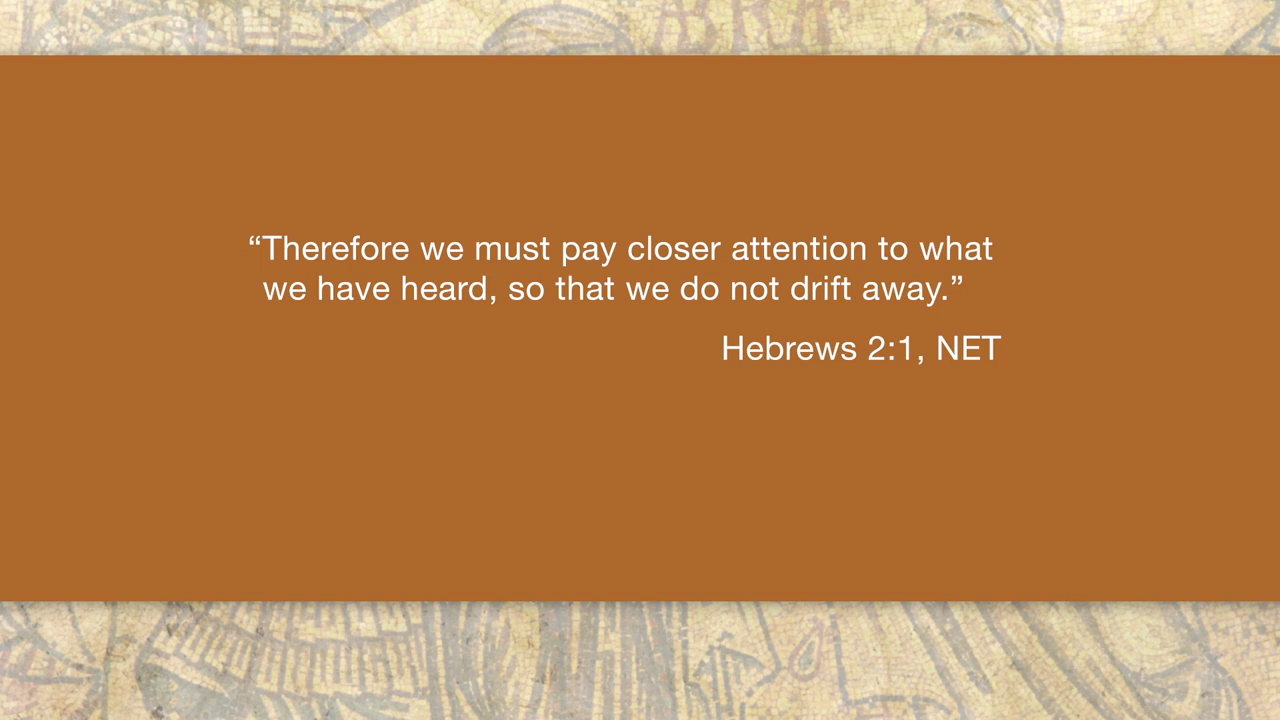 ABRA
“Therefore we must pay closer attention to what
we have heard, so that we do not drift away.”
Hebrews 2:1, NET